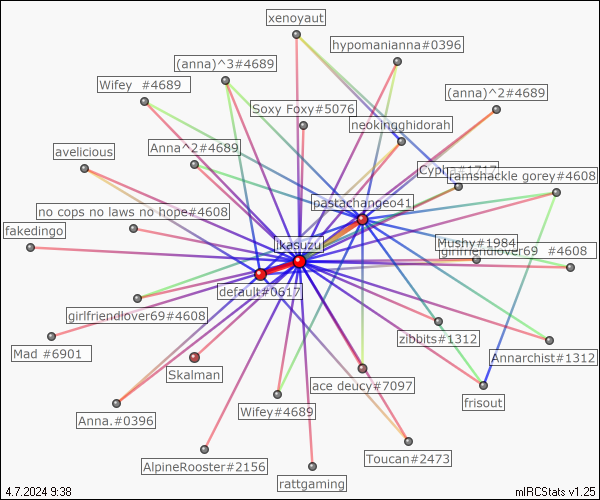 xenoyaut
hypomanianna#0396
(anna)^3#4689
Wifey #4689
(anna)^2#4689
Soxy Foxy#5076
neokingghidorah
avelicious
Anna^2#4689
ramshackle gorey#4608
pastachangeo41
no cops no laws no hope#4608
fakedingo
ikasuzu
Mushy#1984
girlfriendlover69 #4608
default#0617
girlfriendlover69#4608
zibbits#1312
Mad #6901
Annarchist#1312
Skalman
ace deucy#7097
frisout
Anna.#0396
Wifey#4689
Toucan#2473
AlpineRooster#2156
rattgaming
4.7.2024 9:38
mIRCStats v1.25